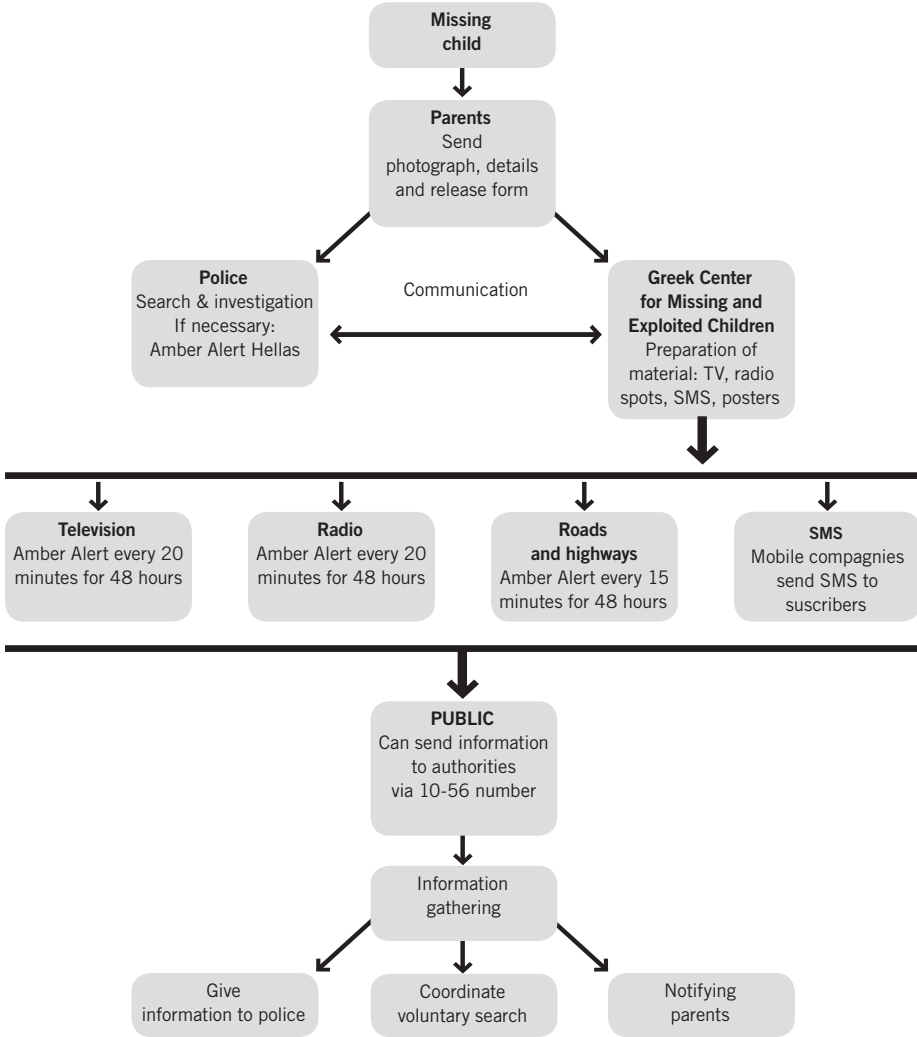 Missing
child
Parents
Send
photograph, details
and release form
Police
Search & investigation
If necessary:
Amber Alert Hellas
Communication
Greek Center
for Missing and
Exploited Children
Preparation of
material: TV, radio
spots, SMS, posters
Television
Amber Alert every 20
minutes for 48 hours
Radio
Amber Alert every 20
minutes for 48 hours
Roads
and highways
Amber Alert every 15
minutes for 48 hours
SMS
Mobile compagnies
send SMS to
suscribers
PUBLIC
Can send information
to authorities
via 10-56 number
Information
gathering
Give
information to police
Coordinate
voluntary search
Notifying
parents